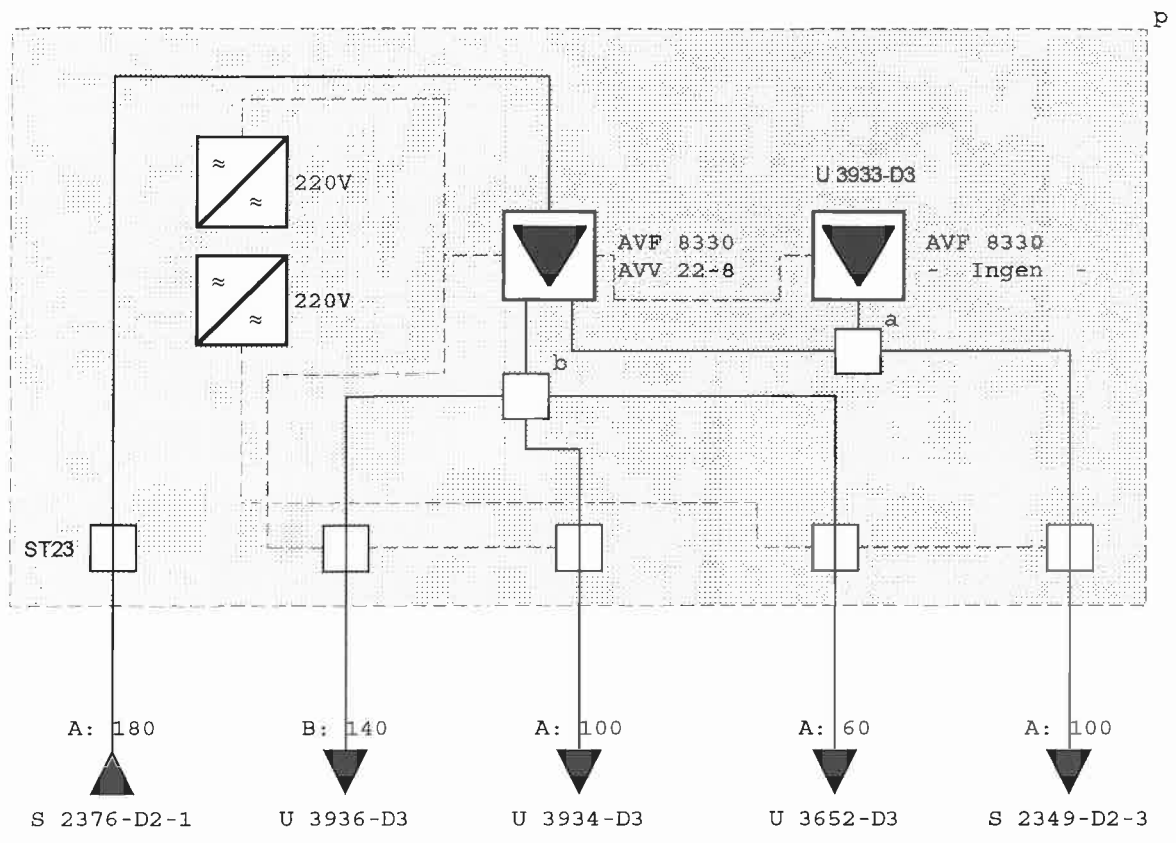 p
220V
U 3933-D3
AVF 8330
AVV 22-8
AVF 8330
- Ingen -
220V
a
b
ST23
A: 180
B: 140
A: 100
A: 60
A: 100
S 2376-D2-1
U 3936-D3
U 3934-D3
U 3652-D3
S 2349-D2-3